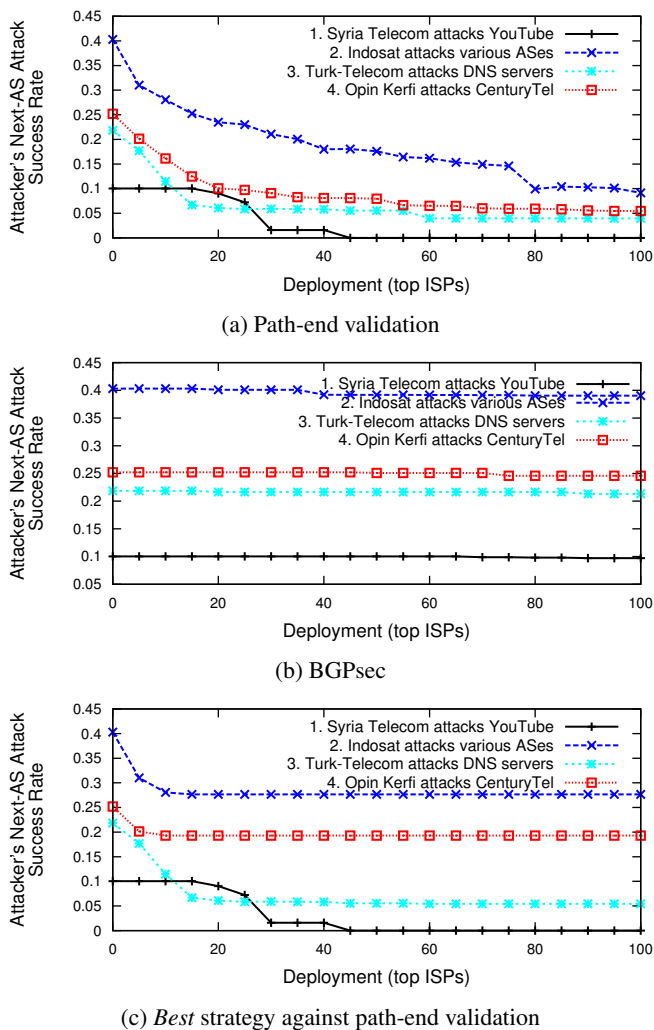 0.45
0.4
0.35
0.3
0.25
0.2
0.15
0.1
0.05
0
Attacker's Next-AS Attack
Success Rate
1. Syria Telecom attacks YouTube
2. Indosat attacks various ASes
3. Turk-Telecom attacks DNS servers
4. Opin Kerfi attacks CenturyTel
0 20 40 60 80 100
Deployment (top ISPs)
(a) Path-end validation
0.45
0.4
0.35
0.3
0.25
0.2
0.15
0.1
0.05
Attacker's Next-AS Attack
Success Rate
1. Syria Telecom attacks YouTube
2. Indosat attacks various ASes
3. Turk-Telecom attacks DNS servers
4. Opin Kerfi attacks CenturyTel
0 20 40 60 80 100
Deployment (top ISPs)
(b) BGPsec
0.45
0.4
0.35
0.3
0.25
0.2
0.15
0.1
0.05
0
Attacker's Next-AS Attack
Success Rate
1. Syria Telecom attacks YouTube
2. Indosat attacks various ASes
3. Turk-Telecom attacks DNS servers
4. Opin Kerfi attacks CenturyTel
0 20 40 60 80 100
Deployment (top ISPs)
(c) Best strategy against path-end validation